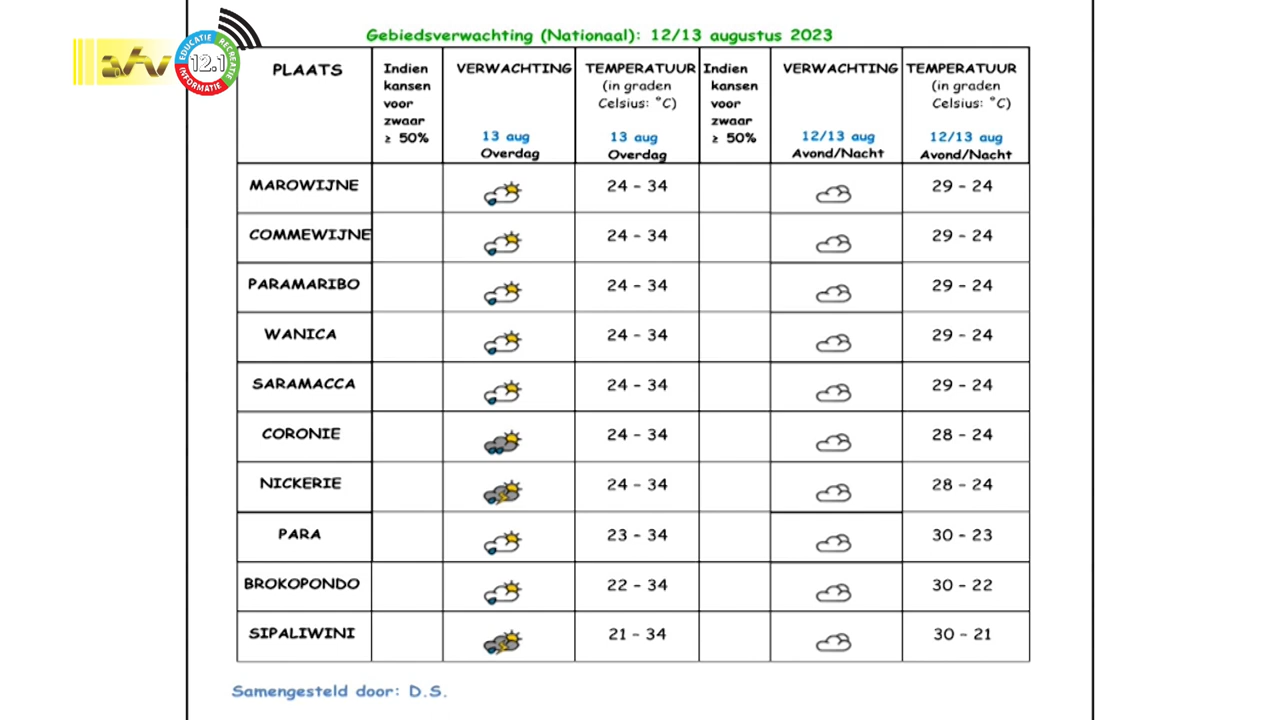 Gebiedsverwachting (Nationaal): 12/13 augustus 2023
atv
EDUCATIE RECREATIE INFORMATIE
12.1
PLAATS
Indien kansen voor zwaar ≥ 50%
VERWACHTING
13 aug
Overdag
TEMPERATUUR
(in graden
Celsius: °C)
13 aug
Overdag
Indien kansen voor zwaar ≥ 50%
VERWACHTING
12/13 aug
Avond/Nacht
TEMPERATUUR
(in graden
Celsius: °C)
12/13 aug
Avond/Nacht
MAROWIJNE 24 - 34 29 - 24
COMMEWIJNE 24 - 34 29 - 24
PARAMARIBO 24 - 34 29 - 24
WANICA 24 - 34 29 - 24
SARAMACCA 24 - 34 29 - 24
CORONIE 24 - 34 28 - 24
NICKERIE 24 - 34 28 - 24
PARA 23 - 34 30 - 23
BROKOPONDO 22 - 34 30 - 22
SIPALIWINI 21 - 34 30 - 21
Samengesteld door: D.S.